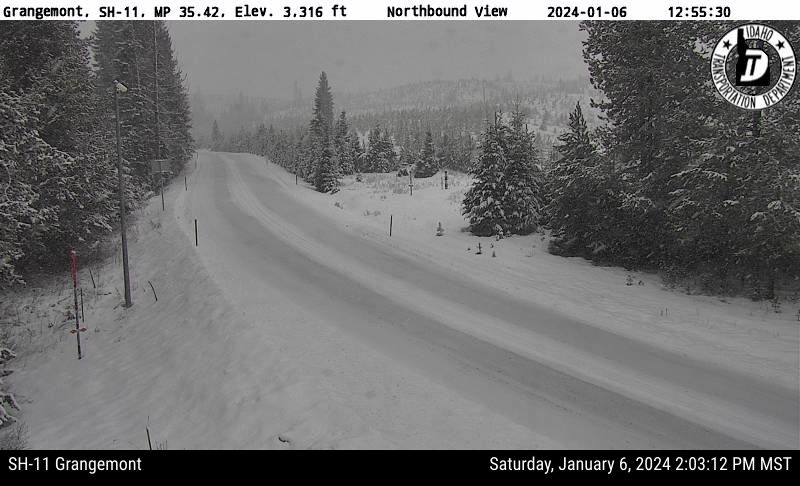 Grangemont, SH-11, MP 35.42, Elev. 3,316 ft Northbound View 2024-01-06 12:55:30
IDAHO
TRANSPORTATION DEPARTMENT
SH-11 Grangemont Saturday, January 6, 2024 2:03:12 PM MST